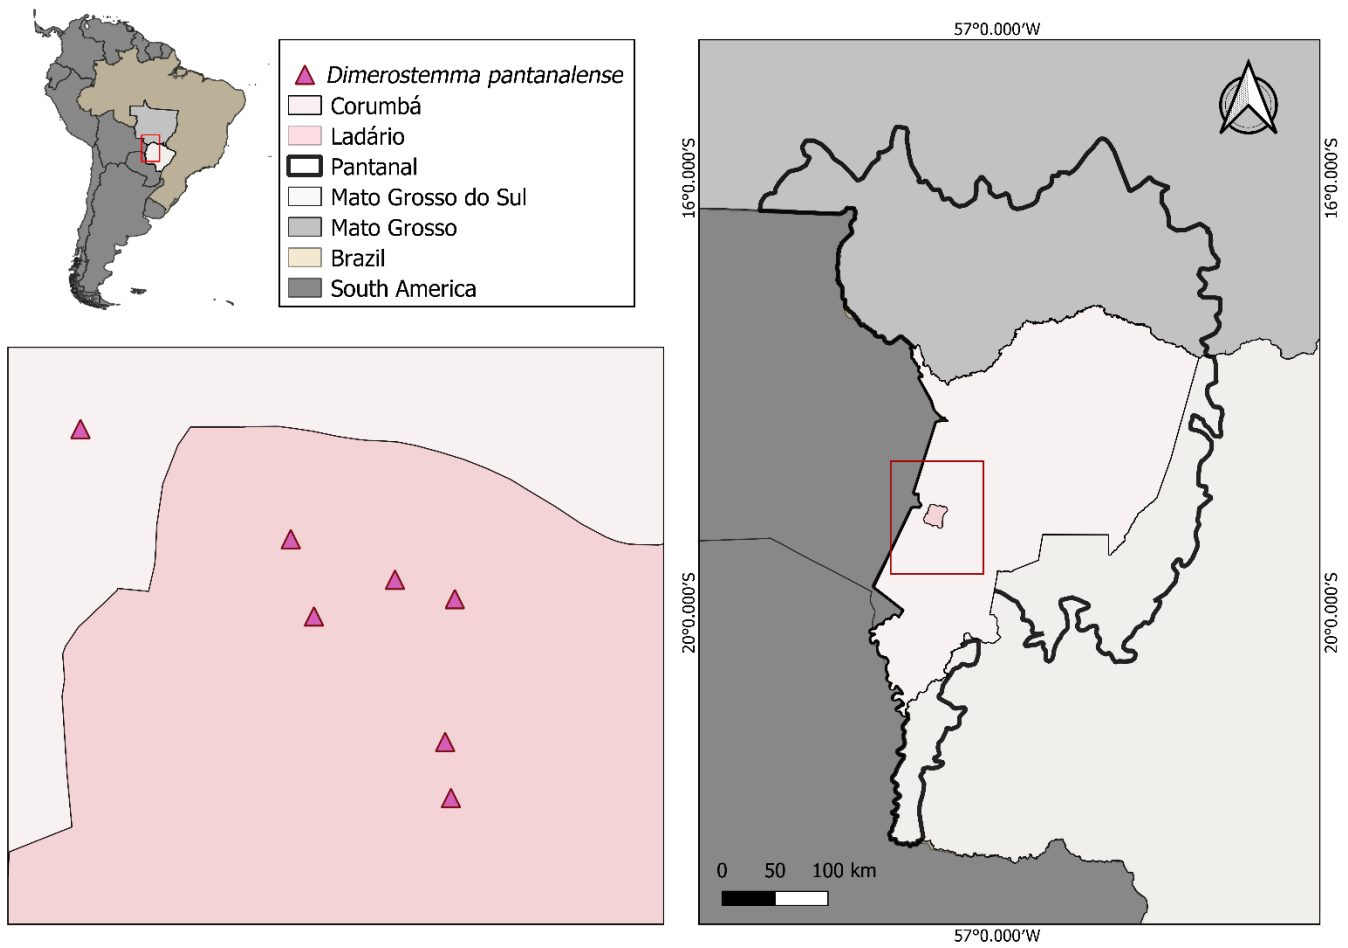 Dimerostemma pantanalense
Corumbá
Ladário
Pantanal
Mato Grosso do Sul
Mato Grosso
Brazil
South America
57°0.000'W
16°0.000'S
16°0.000'S
20°0.000'S
20°0.000'S
0 50 100 km
57°0.000'W